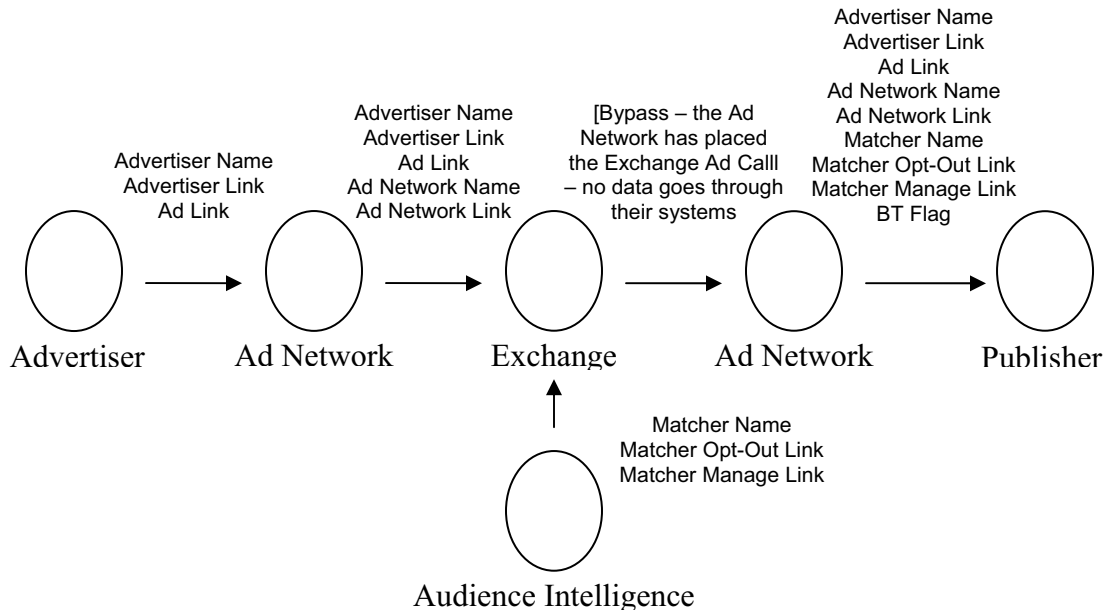 Advertiser Name
Advertiser Link
Ad Link
Advertiser Name
Advertiser Link
Ad Link
Ad Network Name
Ad Network Link
[Bypass – the Ad
Network has placed
the Exchange Ad Calll
– no data goes through
their systems
Advertiser Name
Advertiser Link
Ad Link
Ad Network Name
Ad Network Link
Matcher Name
Matcher Opt-Out Link
Matcher Manage Link
BT Flag
Advertiser
Ad Network
Exchange
Ad Network
Publisher
Matcher Name
Matcher Opt-Out Link
Matcher Manage Link
Audience Intelligence